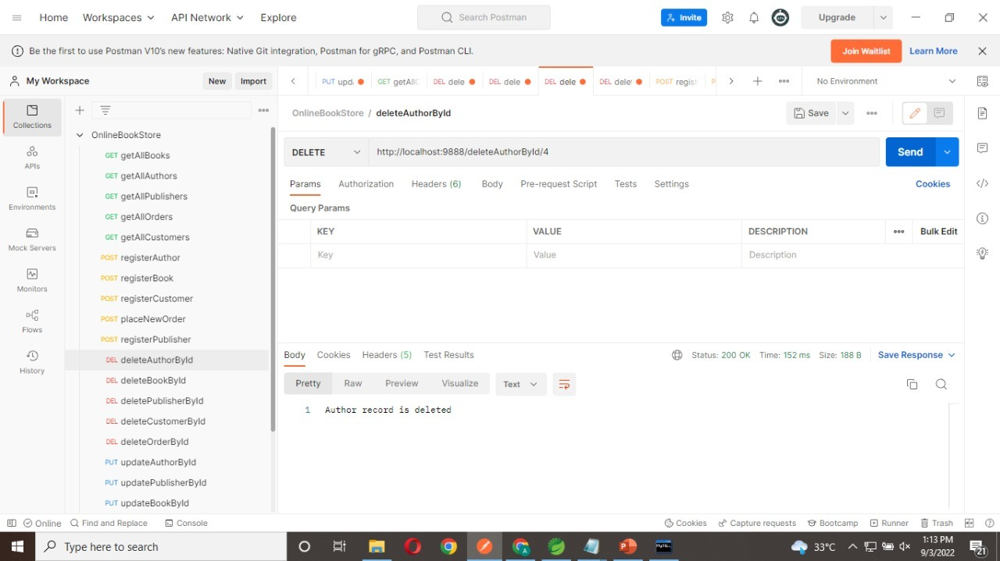 Home Workspaces API Network Explore Search Postman Invite Upgrade
Be the first to use Postman V10's new features: Native Git integration, Postman for gRPC, and Postman CLI. Join Waitlist Learn More
My Workspace New Import PUT upd GET getAll DEL dele DEL dele DEL dele DEL dele POST regist No Environment
Collections
APIs
Environments
Mock Servers
Monitors
Flows
History
OnlineBookStore
GET getAllBooks
GET getAllAuthors
GET getAllPublishers
GET getAllOrders
GET getAllCustomers
POST registerAuthor
POST registerBook
POST registerCustomer
POST placeNewOrder
POST registerPublisher
DEL deleteAuthorById
DEL deleteBookById
DEL deletePublisherById
DEL deleteCustomerById
DEL deleteOrderById
PUT updateAuthorById
PUT updatePublisherById
PUT updateBookById
OnlineBookStore / deleteAuthorById Save
DELETE http://localhost:9888/deleteAuthorById/4 Send
Params Authorization Headers (6) Body Pre-request Script Tests Settings Cookies
Query Params
KEY VALUE DESCRIPTION Bulk Edit
Key Value Description
Body Cookies Headers (5) Test Results Status: 200 OK Time: 152 ms Size: 188 B Save Response
Pretty Raw Preview Visualize Text
1 Author record is deleted
Online Find and Replace Console Cookies Capture requests Bootcamp Runner Trash
Type here to search 33°C 1:13 PM
9/3/2022 21